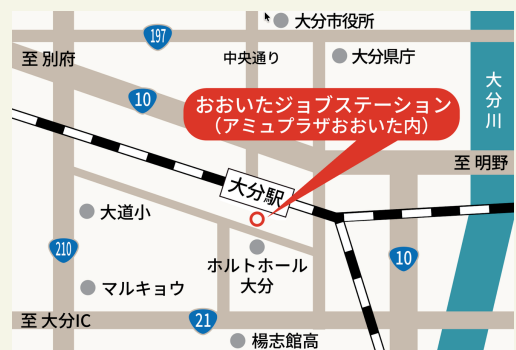 大分市役所
197
至 別府
中央通り
大分県庁
大分川
10
おおいたジョブステーション
（アミュプラザおおいた内）
至 明野
大分駅
大道小
210
ホルトホール
大分
10
マルキョウ
至 大分IC
21
楊志館高